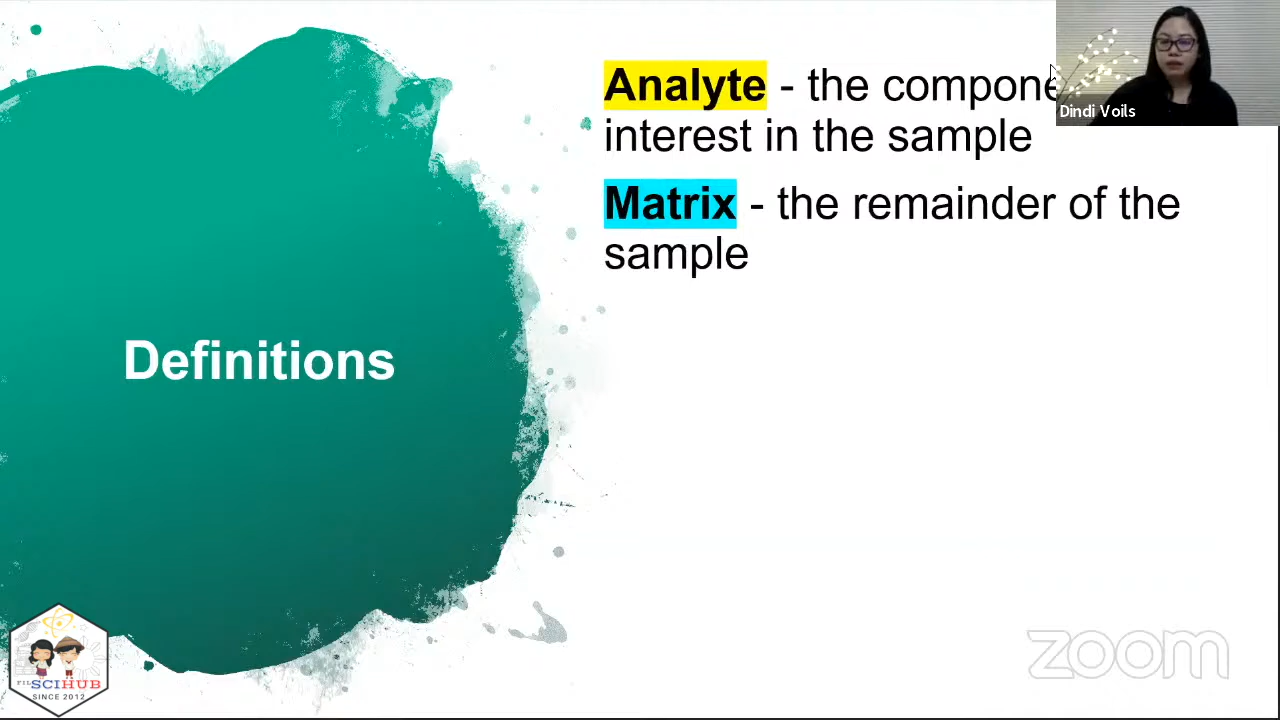 Analyte - the compone
interest in the sample
Matrix - the remainder of the
sample
Definitions
Dindi Voils
FIL SCIHUB
SINCE 2012
zoom